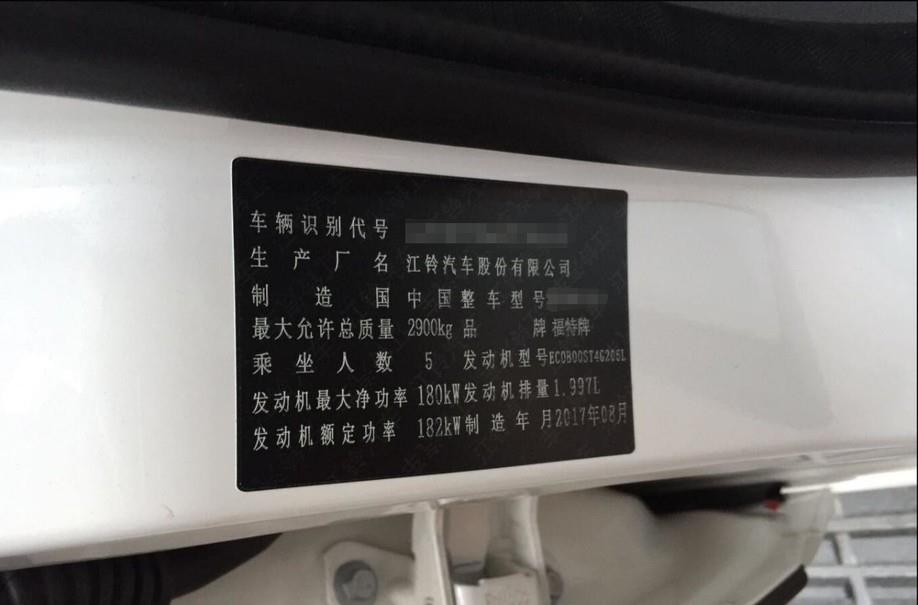 车辆识别代号
生产厂名 江铃汽车股份有限公司
制造国 中国 整车型号
最大允许总质量 2900kg 品牌 福特牌
乘坐人数 5 发动机型号 ECOBOOST4G205L
发动机最大净功率 180kW 发动机排量 1.997L
发动机额定功率 182kW 制造年月 2017年08月